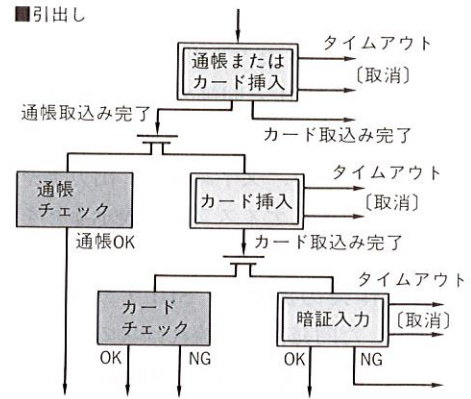 ■引出し
通帳または
カード挿入
タイムアウト
〔取消〕
通帳取込み完了
カード取込み完了
通帳
チェック
カード挿入
タイムアウト
〔取消〕
通帳OK
カード取込み完了
カード
チェック
暗証入力
タイムアウト
〔取消〕
OK
NG
OK
NG